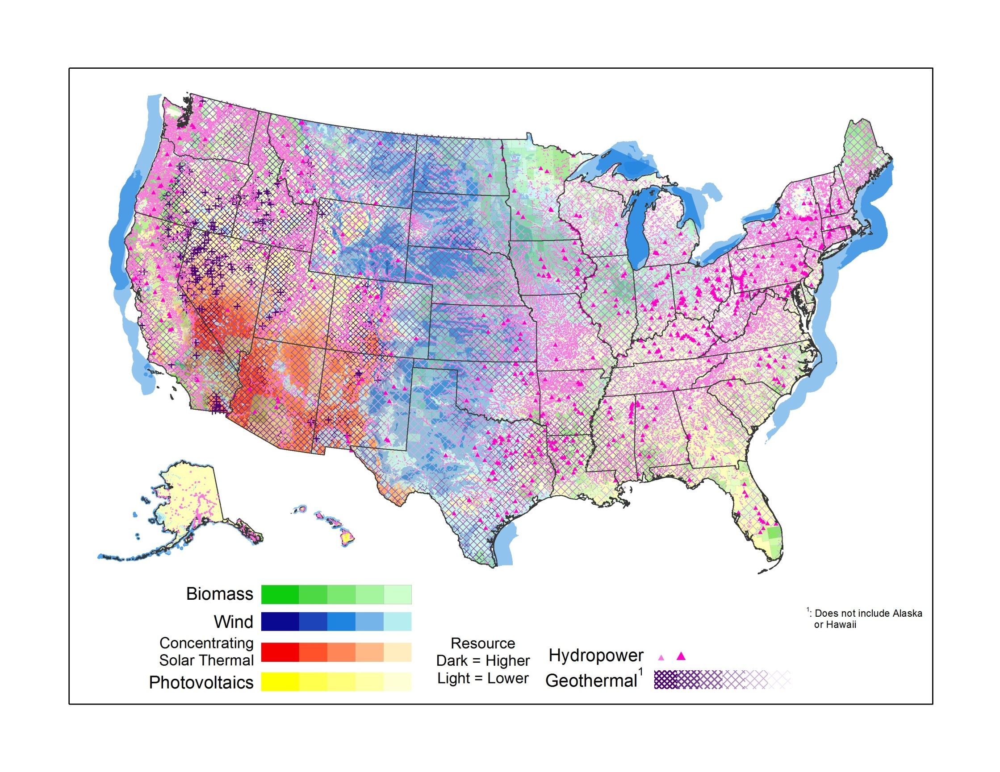 Biomass
Wind
Concentrating
Solar Thermal
Photovoltaics
Resource
Dark = Higher
Light = Lower
Hydropower
Geothermal¹
¹: Does not include Alaska
or Hawaii